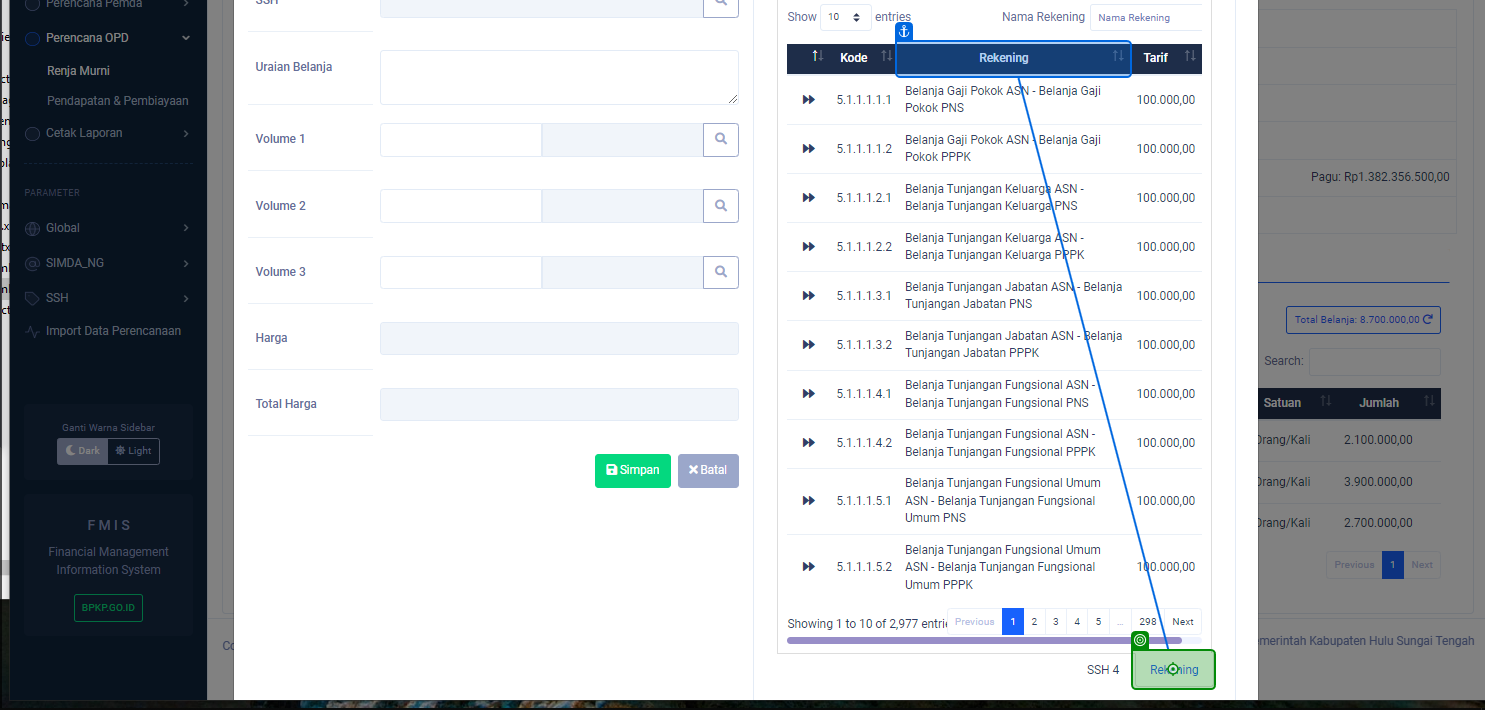 Perencana Pemda
Perencana OPD
Renja Murni
Pendapatan & Pembiayaan
Cetak Laporan
PARAMETER
Global
SIMDA_NG
SSH
Import Data Perencanaan
Ganti Warna Sidebar
Dark Light
F M I S
Financial Management
Information System
BPKP.GO.ID
SSH
Uraian Belanja
Volume 1
Volume 2
Volume 3
Harga
Total Harga
Simpan Batal
Show 10 entries Nama Rekening Nama Rekening
Kode Rekening Tarif
5.1.1.1.1.1 Belanja Gaji Pokok ASN - Belanja Gaji
Pokok PNS 100.000,00
5.1.1.1.1.2 Belanja Gaji Pokok ASN - Belanja Gaji
Pokok PPPK 100.000,00
5.1.1.1.2.1 Belanja Tunjangan Keluarga ASN -
Belanja Tunjangan Keluarga PNS 100.000,00
5.1.1.1.2.2 Belanja Tunjangan Keluarga ASN -
Belanja Tunjangan Keluarga PPPK 100.000,00
5.1.1.1.3.1 Belanja Tunjangan Jabatan ASN - Belanja
Tunjangan Jabatan PNS 100.000,00
5.1.1.1.3.2 Belanja Tunjangan Jabatan ASN - Belanja
Tunjangan Jabatan PPPK 100.000,00
5.1.1.1.4.1 Belanja Tunjangan Fungsional ASN -
Belanja Tunjangan Fungsional PNS 100.000,00
5.1.1.1.4.2 Belanja Tunjangan Fungsional ASN -
Belanja Tunjangan Fungsional PPPK 100.000,00
5.1.1.1.5.1 Belanja Tunjangan Fungsional Umum
ASN - Belanja Tunjangan Fungsional
Umum PNS 100.000,00
5.1.1.1.5.2 Belanja Tunjangan Fungsional Umum
ASN - Belanja Tunjangan Fungsional
Umum PPPK 100.000,00
Showing 1 to 10 of 2,977 entri Previous 1 2 3 4 5 ... 298 Next
SSH 4 Rekening
Pagu: Rp1.382.356.500,00
Total Belanja: 8.700.000,00
Search:
Satuan Jumlah
Orang/Kali 2.100.000,00
Orang/Kali 3.900.000,00
Orang/Kali 2.700.000,00
Previous 1 Next
emerintah Kabupaten Hulu Sungai Tengah